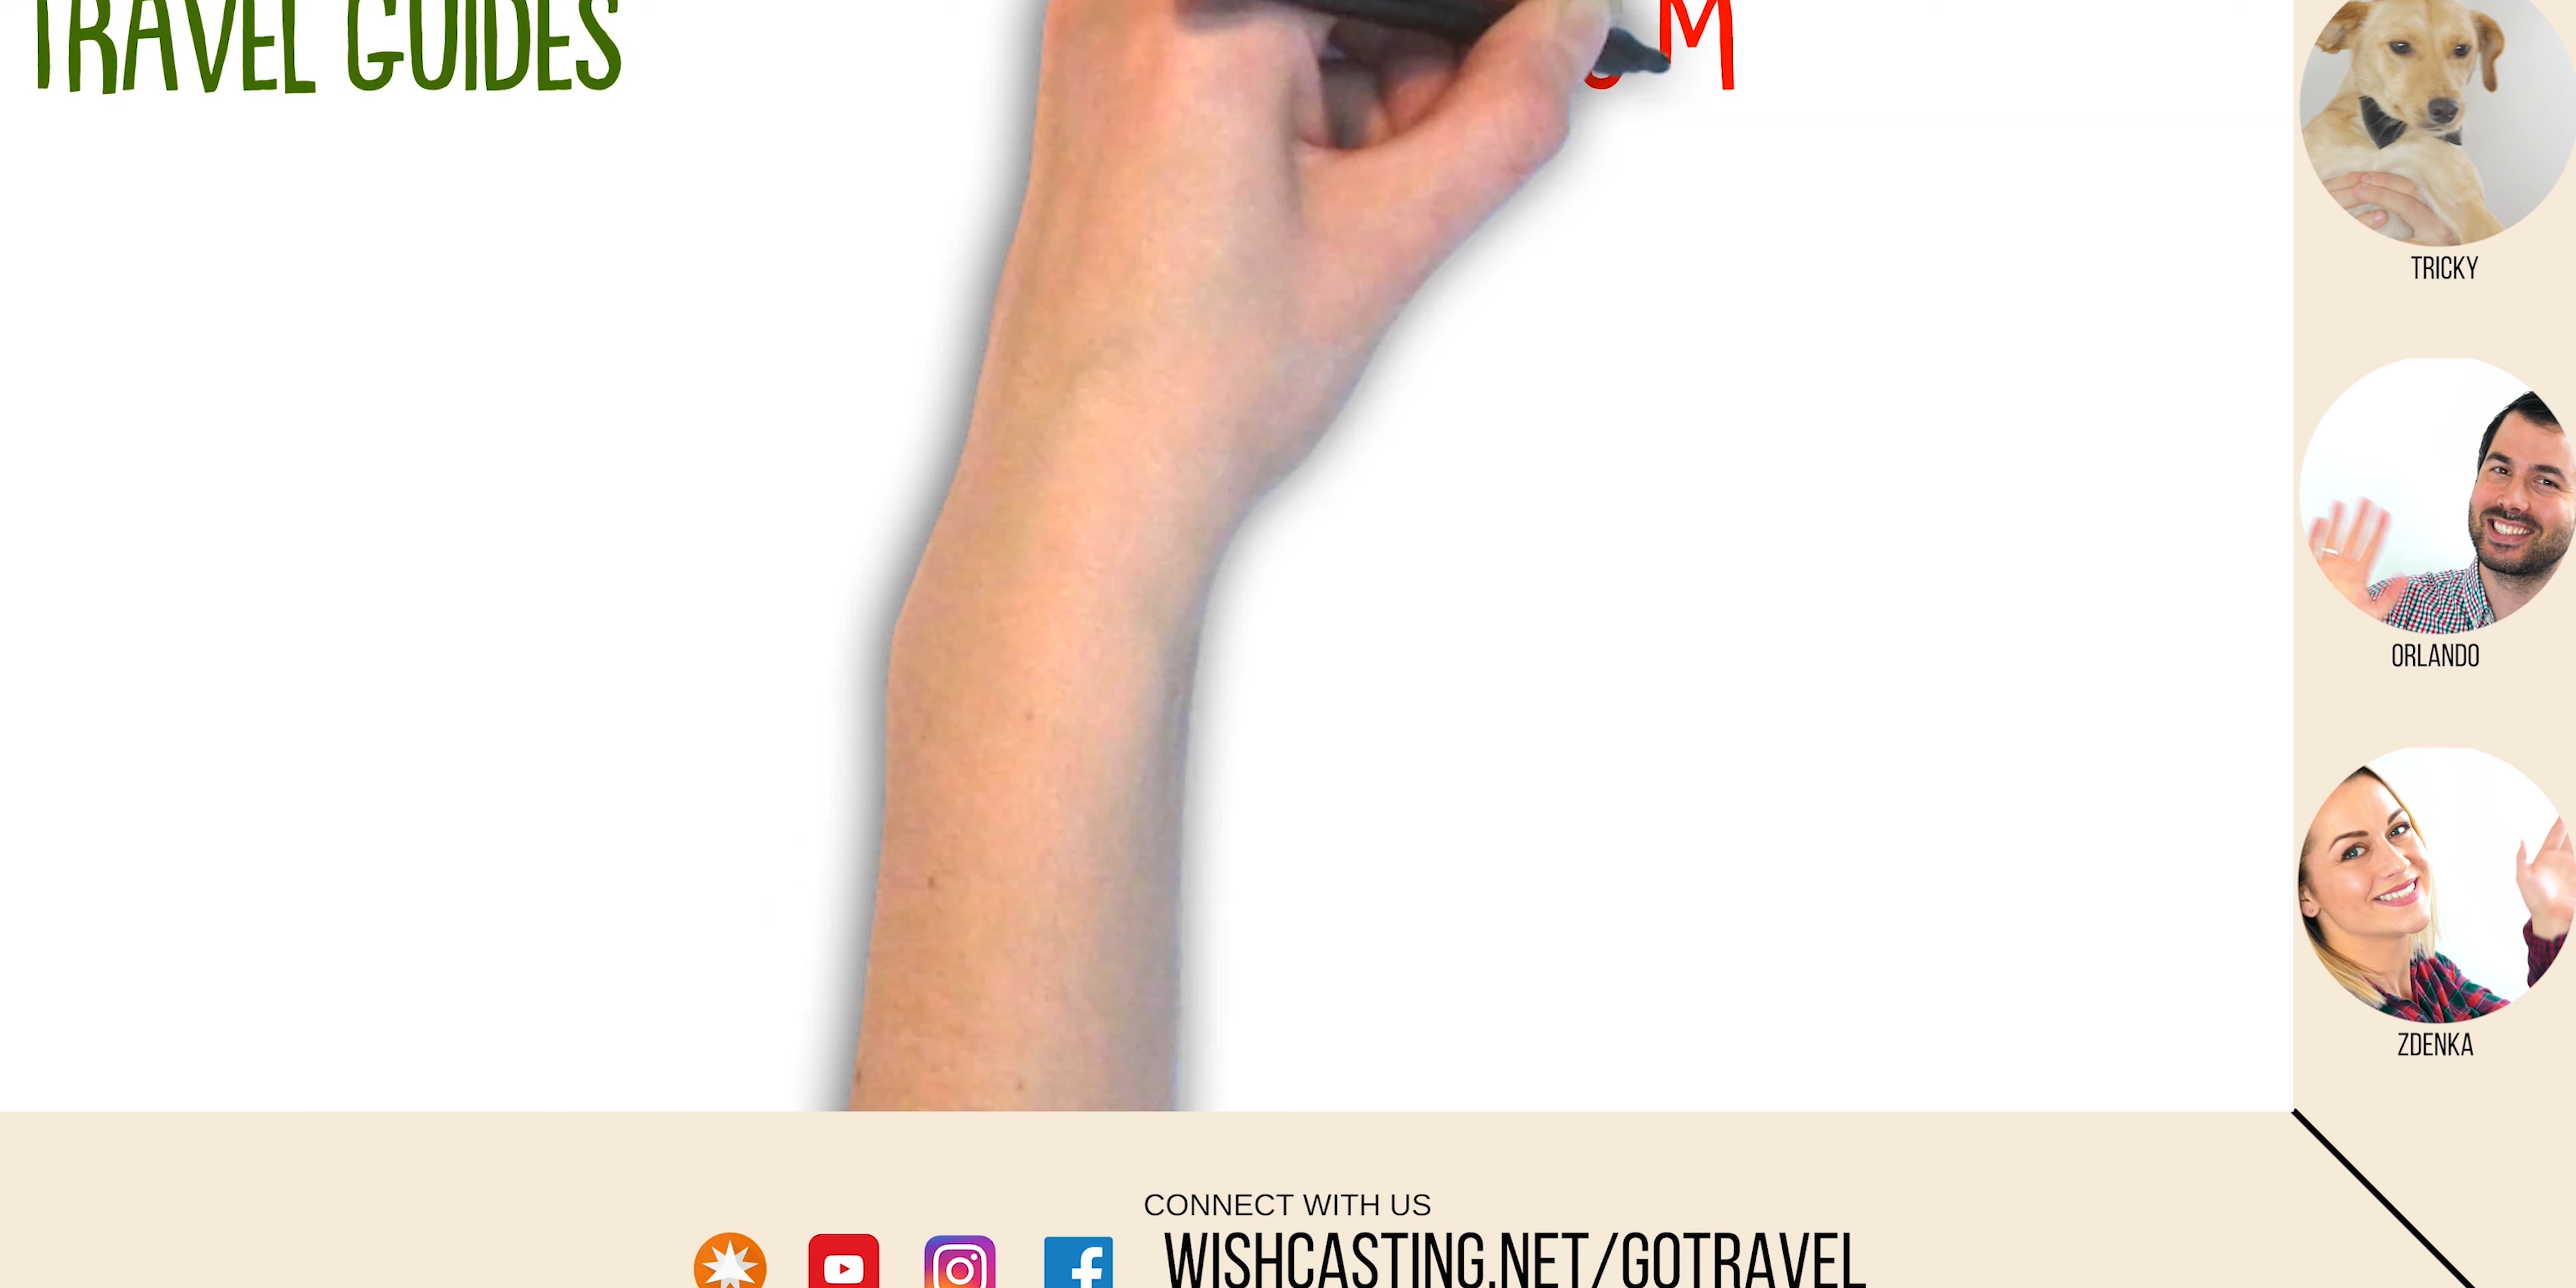 TRAVEL GUIDES
M
TRICKY
ORLANDO
ZDENKA
CONNECT WITH US
WISHCASTING.NET/GOTRAVEL